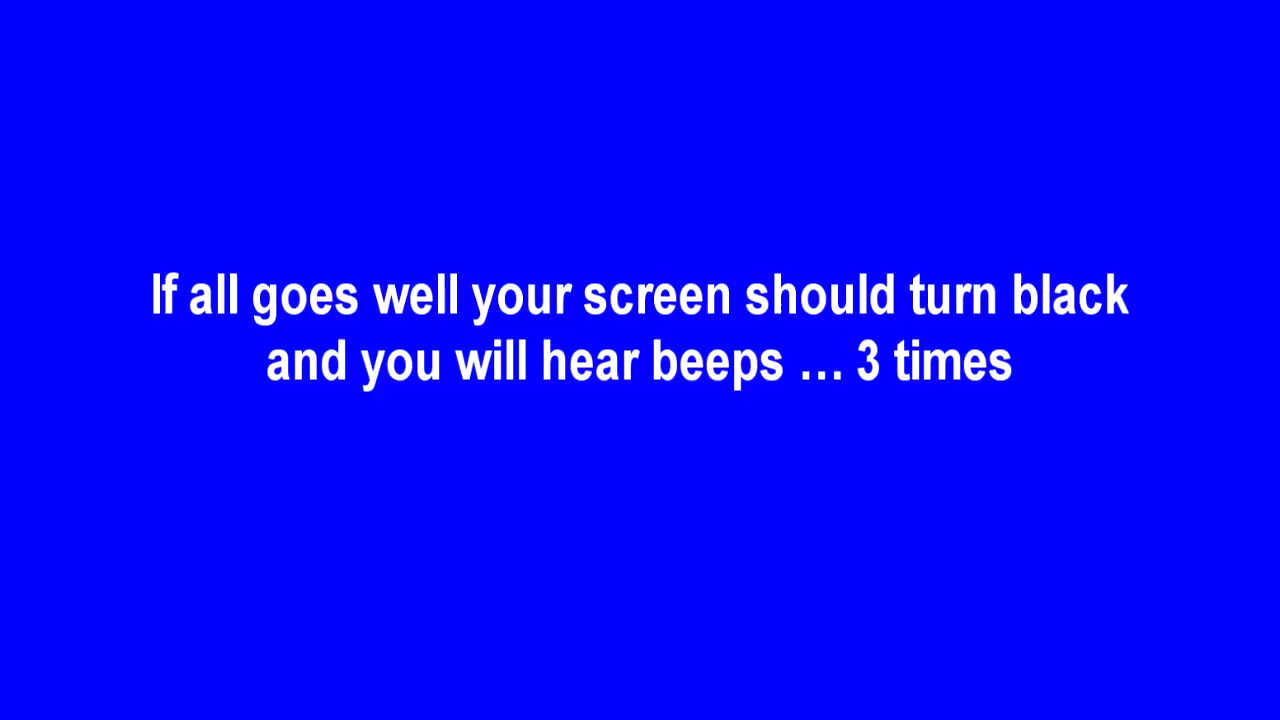 If all goes well your screen should turn black
and you will hear beeps … 3 times